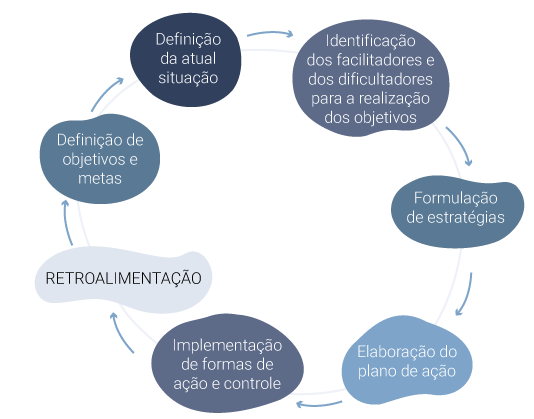 Definição
da atual
situação
Identificação
dos facilitadores e
dos dificultadores
para a realização
dos objetivos
Formulação
de estratégias
Elaboração do
plano de ação
Implementação
de formas de
ação e controle
RETROALIMENTAÇÃO
Definição de
objetivos e
metas